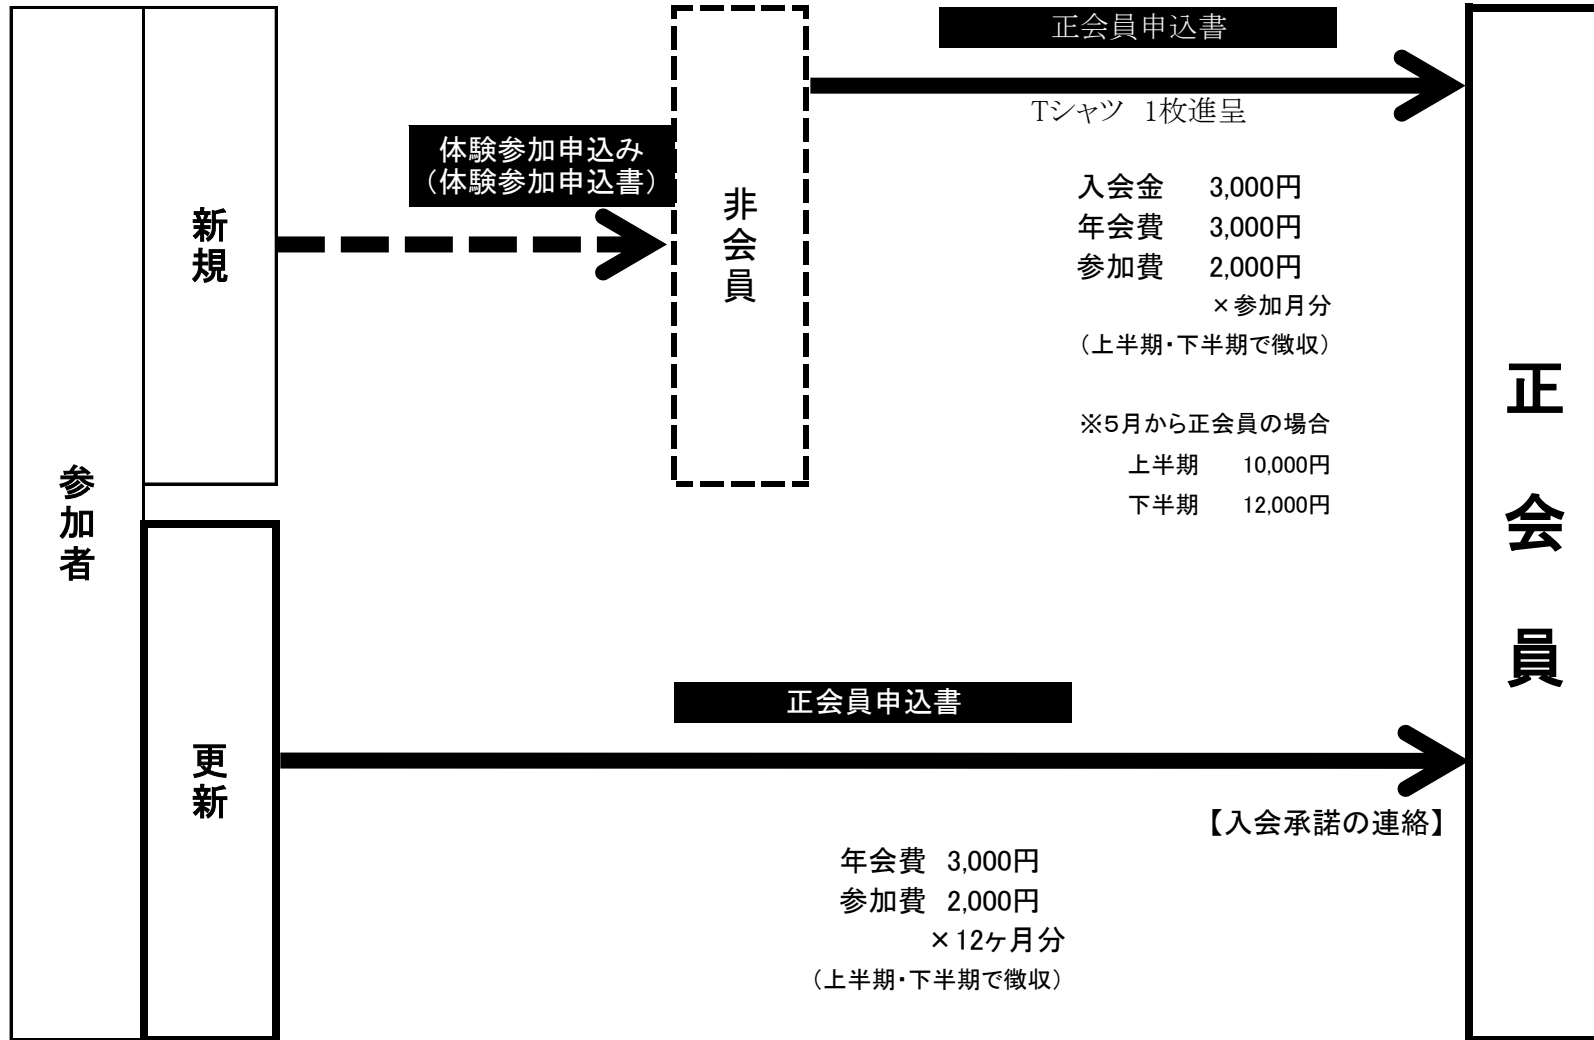 参加者
新規
体験参加申込み
（体験参加申込書）
非会員
正会員申込書
Tシャツ　1枚進呈
入会金　3,000円
年会費　3,000円
参加費　2,000円
×参加月分
（上半期・下半期で徴収）
※5月から正会員の場合
上半期　10,000円
下半期　12,000円
正会員
更新
正会員申込書
【入会承諾の連絡】
年会費　3,000円
参加費　2,000円
×12ヶ月分
（上半期・下半期で徴収）